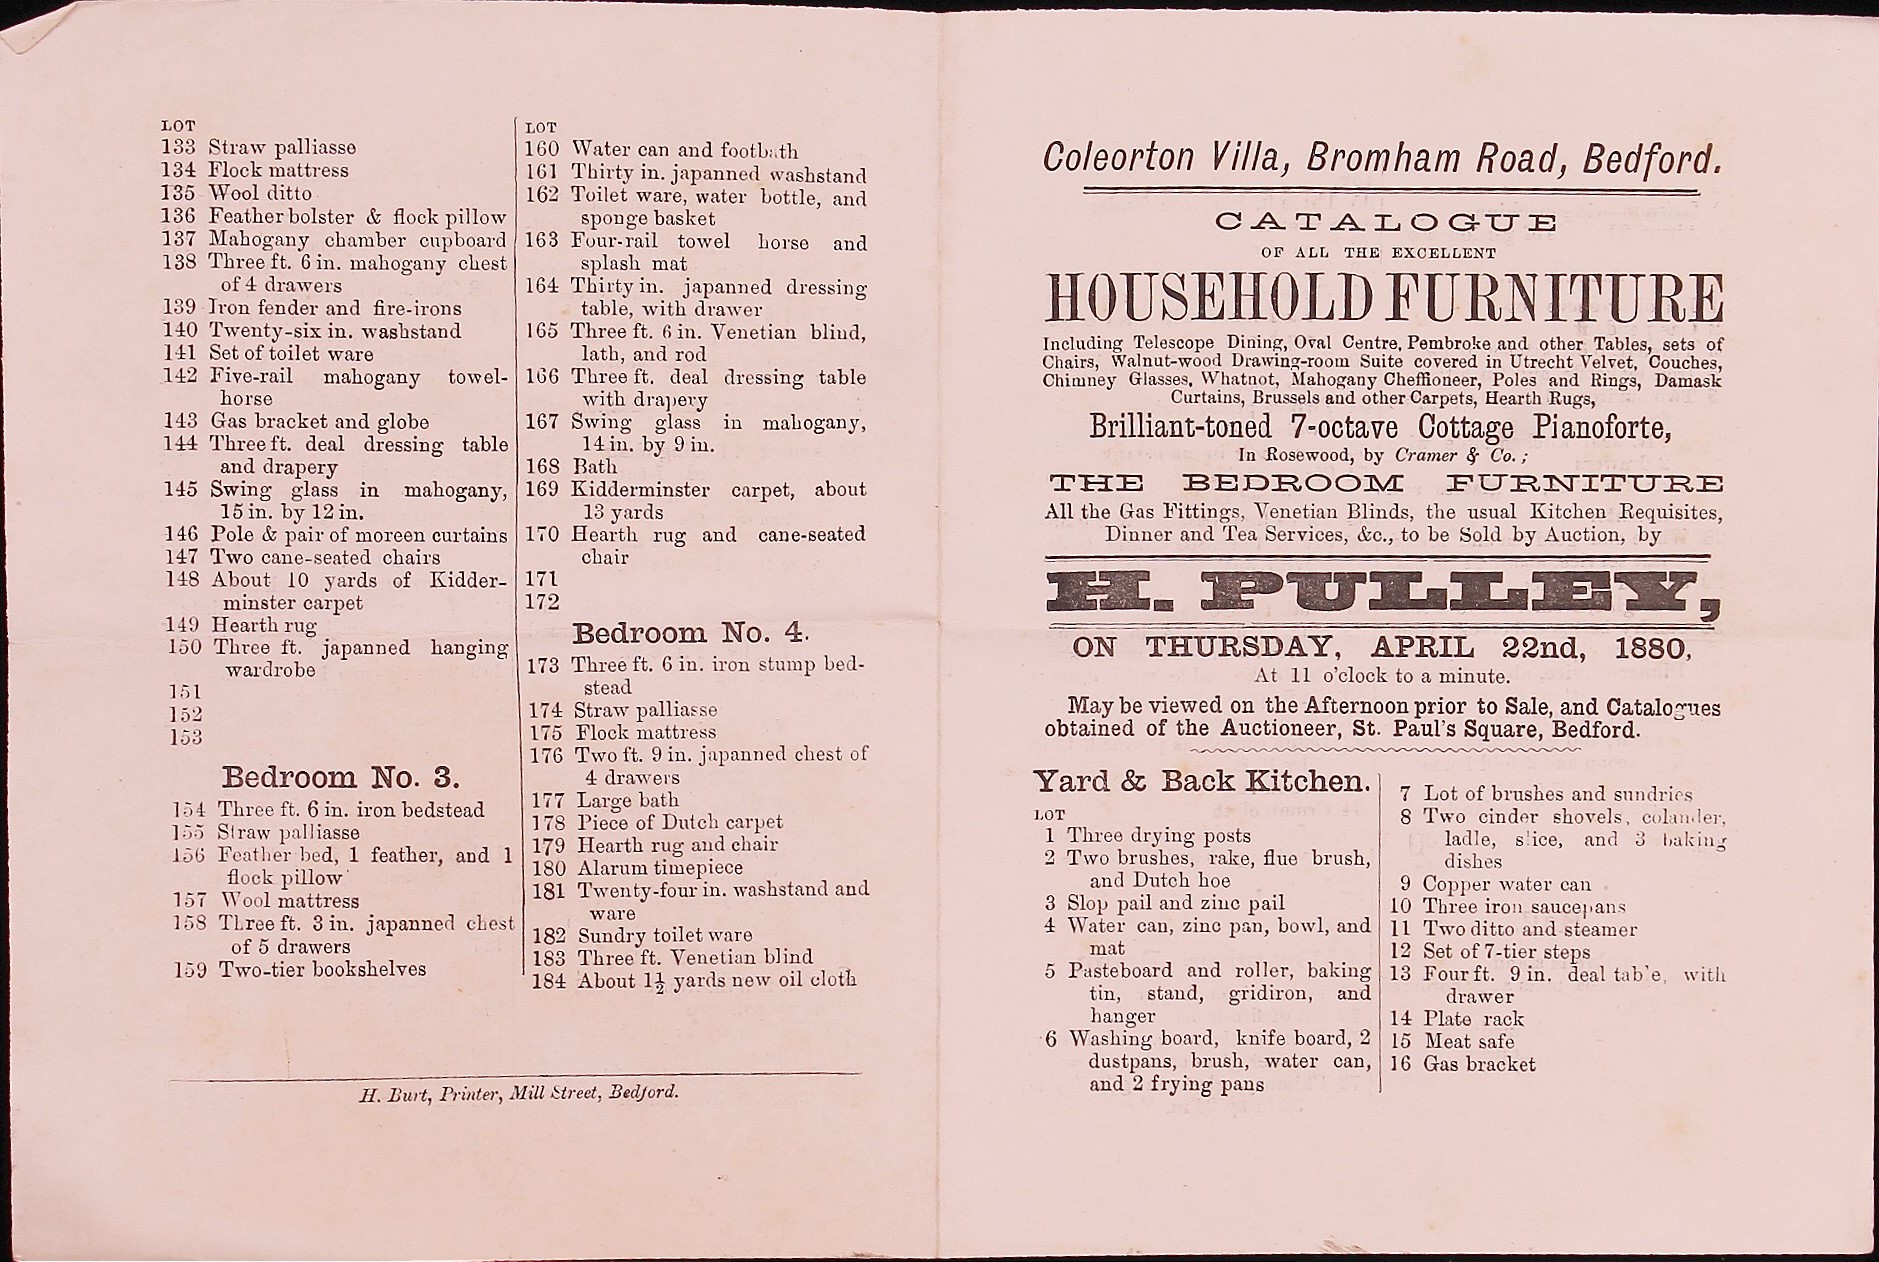 LOT
133 Straw palliasse
134 Flock mattress
135 Wool ditto
136 Feather bolster & flock pillow
137 Mahogany chamber cupboard
138 Three ft. 6 in. mahogany chest
of 4 drawers
139 Iron fender and fire-irons
140 Twenty-six in. washstand
141 Set of toilet ware
142 Five-rail mahogany towel-
horse
143 Gas bracket and globe
144 Three ft. deal dressing table
and drapery
145 Swing glass in mahogany,
15 in. by 12 in.
146 Pole & pair of moreen curtains
147 Two cane-seated chairs
148 About 10 yards of Kidder-
minster carpet
149 Hearth rug
150 Three ft. japanned hanging
wardrobe
151
152
153
Bedroom No. 3.
154 Three ft. 6 in. iron bedstead
155 Straw palliasse
156 Feather bed, 1 feather, and 1
flock pillow
157 Wool mattress
158 Three ft. 3 in. japanned chest
of 5 drawers
159 Two-tier bookshelves
LOT
160 Water can and footbath
161 Thirty in. japanned washstand
162 Toilet ware, water bottle, and
sponge basket
163 Four-rail towel horse and
splash mat
164 Thirty in. japanned dressing
table, with drawer
165 Three ft. 6 in. Venetian blind,
lath, and rod
166 Three ft. deal dressing table
with drapery
167 Swing glass in mahogany,
14 in. by 9 in.
168 Bath
169 Kidderminster carpet, about
13 yards
170 Hearth rug and cane-seated
chair
171
172
Bedroom No. 4.
173 Three ft. 6 in. iron stump bed-
stead
174 Straw palliasse
175 Flock mattress
176 Two ft. 9 in. japanned chest of
4 drawers
177 Large bath
178 Piece of Dutch carpet
179 Hearth rug and chair
180 Alarum timepiece
181 Twenty-four in. washstand and
ware
182 Sundry toilet ware
183 Three ft. Venetian blind
184 About 1½ yards new oil cloth
H. Burt, Printer, Mill Street, Bedford.
Coleorton Villa, Bromham Road, Bedford.
CATALOGUE
OF ALL THE EXCELLENT
HOUSEHOLD FURNITURE
Including Telescope Dining, Oval Centre, Pembroke and other Tables, sets of
Chairs, Walnut-wood Drawing-room Suite covered in Utrecht Velvet, Couches,
Chimney Glasses, Whatnot, Mahogany Cheffioneer, Poles and Rings, Damask
Curtains, Brussels and other Carpets, Hearth Rugs,
Brilliant-toned 7-octave Cottage Pianoforte,
In Rosewood, by Cramer & Co.;
THE BEDROOM FURNITURE
All the Gas Fittings, Venetian Blinds, the usual Kitchen Requisites,
Dinner and Tea Services, &c., to be Sold by Auction, by
H. PULLEY,
ON THURSDAY, APRIL 22nd, 1880,
At 11 o'clock to a minute.
May be viewed on the Afternoon prior to Sale, and Catalogues
obtained of the Auctioneer, St. Paul's Square, Bedford.
Yard & Back Kitchen.
LOT
1 Three drying posts
2 Two brushes, rake, flue brush,
and Dutch hoe
3 Slop pail and zinc pail
4 Water can, zinc pan, bowl, and
mat
5 Pasteboard and roller, baking
tin, stand, gridiron, and
hanger
6 Washing board, knife board, 2
dustpans, brush, water can,
and 2 frying pans
7 Lot of brushes and sundries
8 Two cinder shovels, colander,
ladle, slice, and 3 baking
dishes
9 Copper water can
10 Three iron saucepans
11 Two ditto and steamer
12 Set of 7-tier steps
13 Four ft. 9 in. deal table, with
drawer
14 Plate rack
15 Meat safe
16 Gas bracket